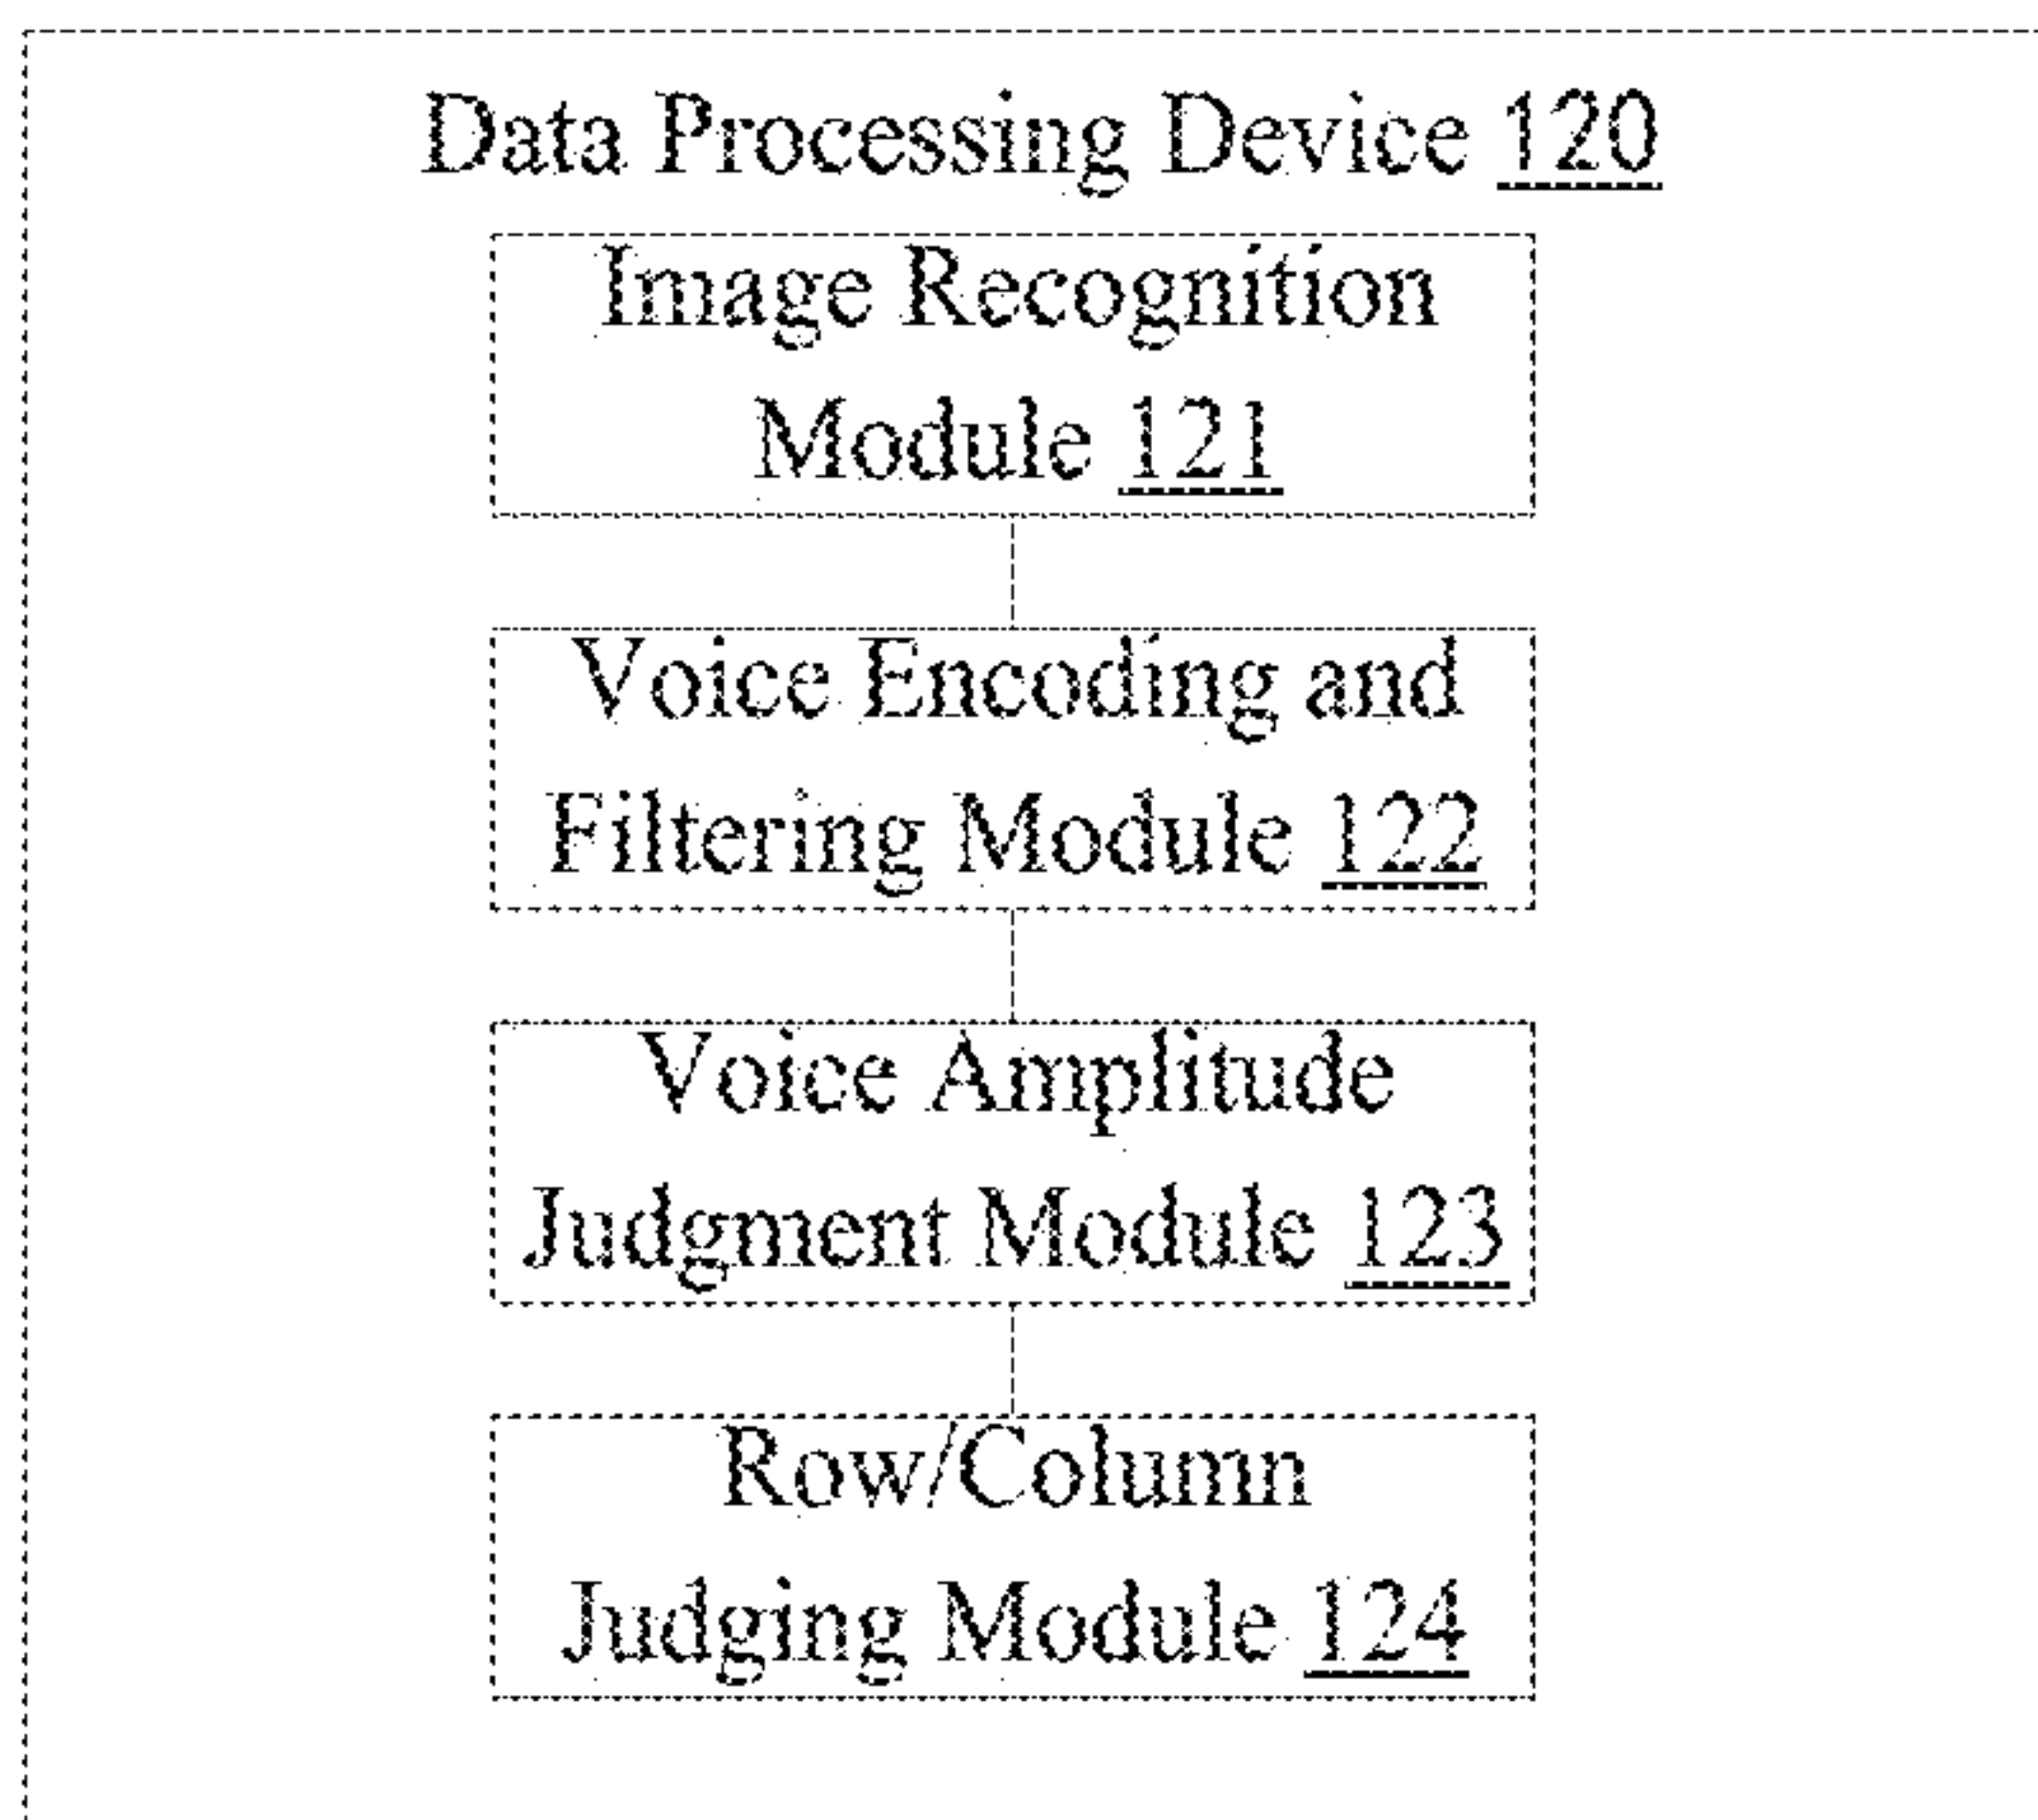 Data Processing Device 120
Image Recognition
Module 121
Voice Encoding and
Filtering Module 122
Voice Amplitude
Judgment Module 123
Row/Column
Judging Module 124